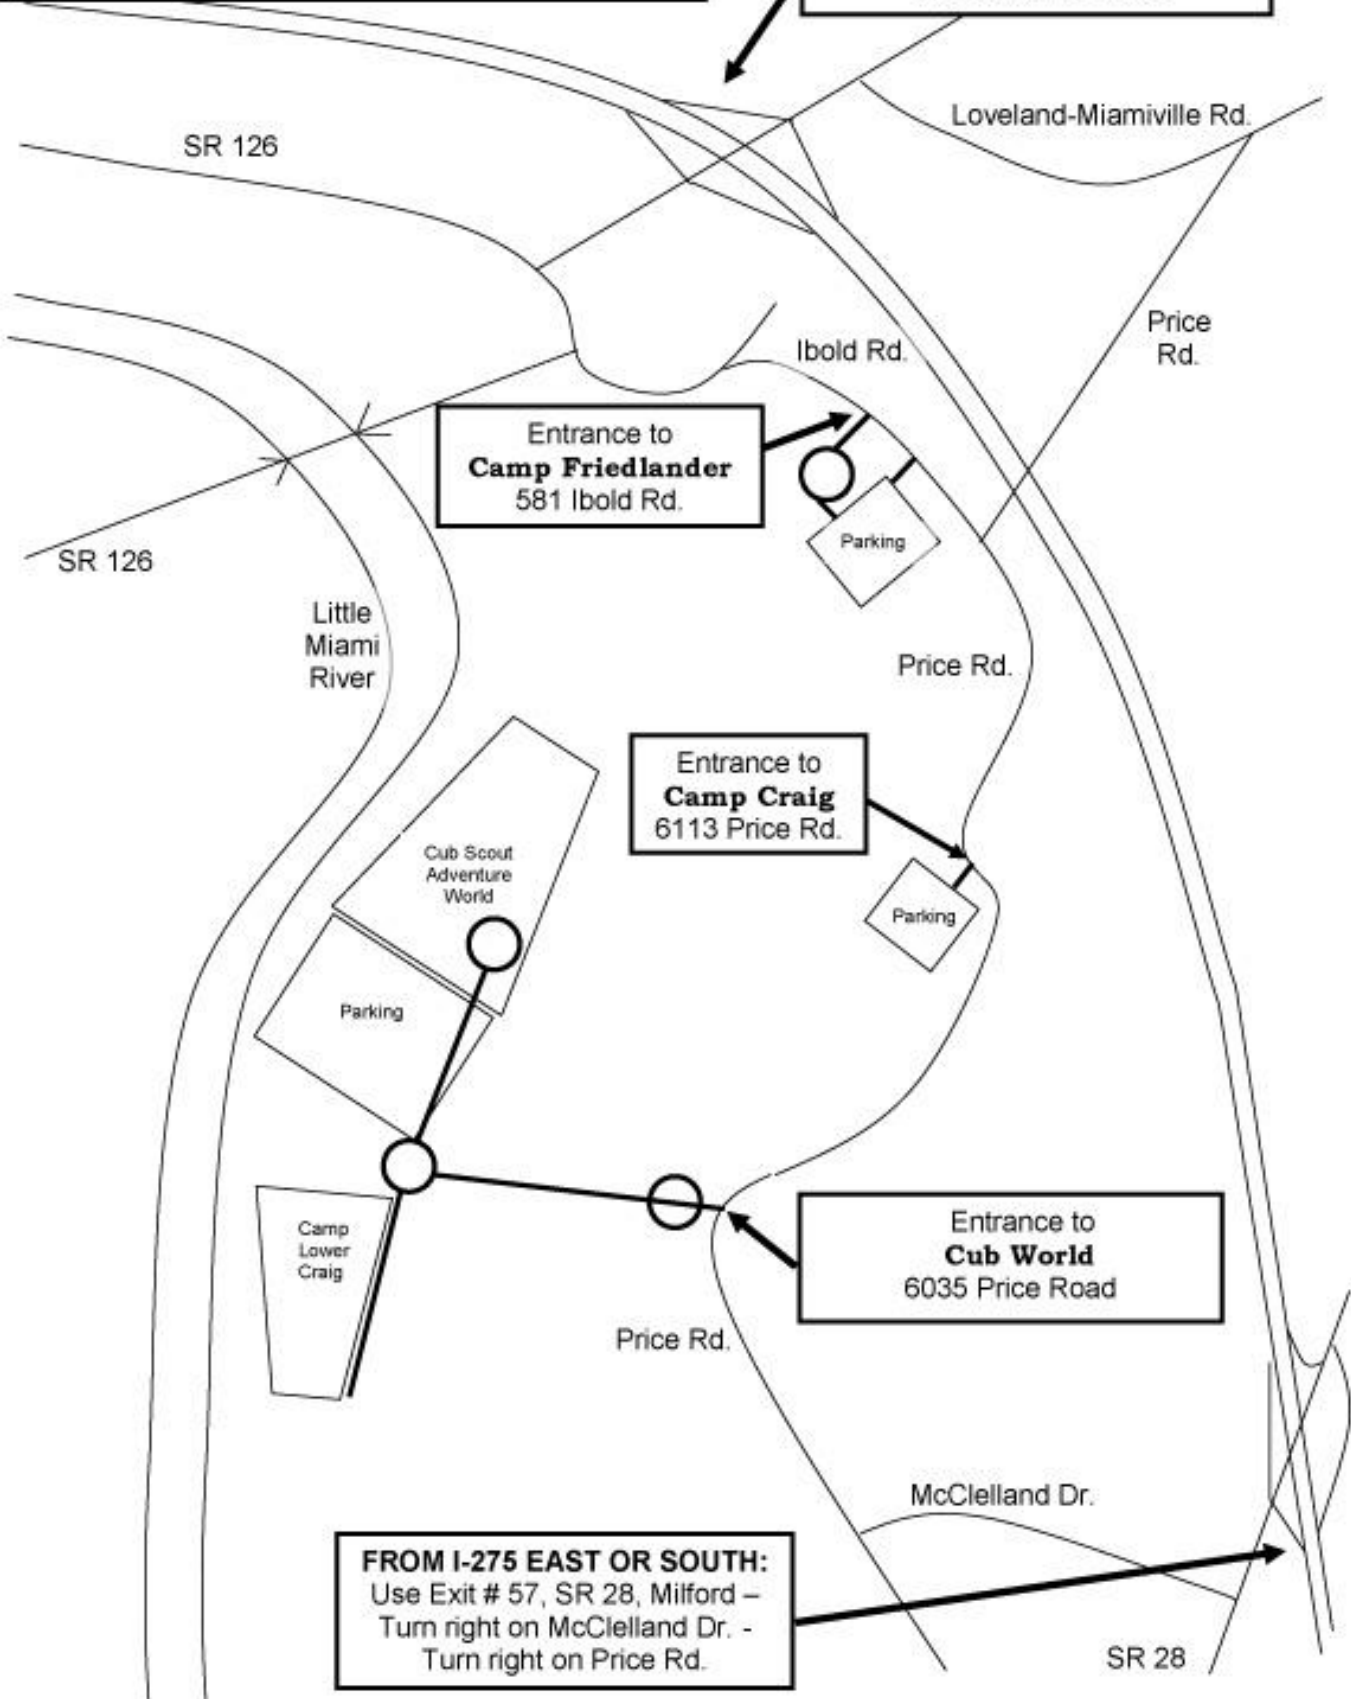 Loveland-Miamiville Rd.
SR 126
Price
Rd.
Ibold Rd.
Entrance to
Camp Friedlander
581 Ibold Rd.
Parking
SR 126
Little
Miami
River
Price Rd.
Entrance to
Camp Craig
6113 Price Rd.
Cub Scout
Adventure
World
Parking
Parking
Camp
Lower
Craig
Entrance to
Cub World
6035 Price Road
Price Rd.
McClelland Dr.
FROM I-275 EAST OR SOUTH:
Use Exit # 57, SR 28, Milford –
Turn right on McClelland Dr. -
Turn right on Price Rd.
SR 28